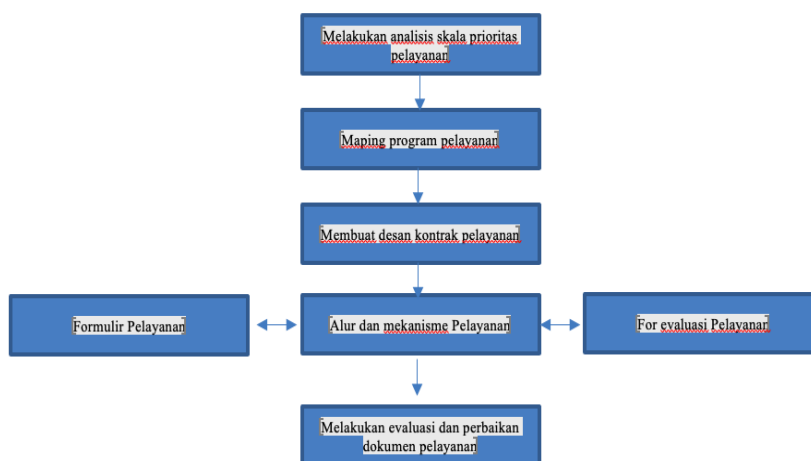 Melakukan analisis skala prioritas
pelayanan
Maping program pelayanan
Membuat desan kontrak pelayanan
Formulir Pelayanan
Alur dan mekanisme Pelayanan
For evaluasi Pelayanan
Melakukan evaluasi dan perbaikan
dokumen pelayanan